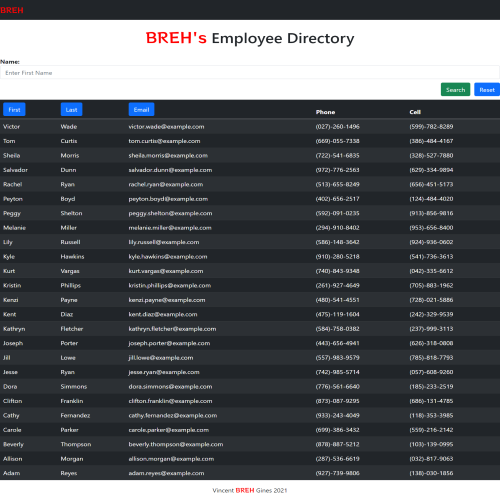 BREH
BREH's Employee Directory
Name:
Enter First Name
Search Reset
First Last Email Phone Cell
Victor Wade victor.wade@example.com (027)-260-1496 (599)-782-8289
Tom Curtis tom.curtis@example.com (669)-055-7338 (386)-484-4167
Sheila Morris sheila.morris@example.com (722)-541-6835 (328)-527-7880
Salvador Dunn salvador.dunn@example.com (972)-776-2563 (629)-334-9894
Rachel Ryan rachel.ryan@example.com (513)-655-8249 (656)-451-5173
Peyton Boyd peyton.boyd@example.com (402)-656-2517 (124)-484-4020
Peggy Shelton peggy.shelton@example.com (592)-091-0235 (913)-856-9816
Melanie Miller melanie.miller@example.com (294)-910-8402 (953)-656-8400
Lily Russell lily.russell@example.com (586)-148-3642 (924)-936-0602
Kyle Hawkins kyle.hawkins@example.com (910)-280-5218 (541)-736-3613
Kurt Vargas kurt.vargas@example.com (740)-843-9348 (042)-335-6612
Kristin Phillips kristin.phillips@example.com (261)-927-4649 (705)-883-1962
Kenzi Payne kenzi.payne@example.com (480)-541-4551 (728)-021-5886
Kent Diaz kent.diaz@example.com (475)-119-1604 (242)-329-9539
Kathryn Fletcher kathryn.fletcher@example.com (584)-758-0382 (237)-999-3113
Joseph Porter joseph.porter@example.com (443)-656-4941 (626)-318-0808
Jill Lowe jill.lowe@example.com (557)-983-9579 (785)-818-7793
Jesse Ryan jesse.ryan@example.com (742)-985-5714 (057)-608-9260
Dora Simmons dora.simmons@example.com (776)-561-6640 (185)-233-2519
Clifton Franklin clifton.franklin@example.com (873)-087-9295 (686)-131-4785
Cathy Fernandez cathy.fernandez@example.com (933)-243-4049 (118)-353-3985
Carole Parker carole.parker@example.com (699)-386-3432 (559)-216-2142
Beverly Thompson beverly.thompson@example.com (878)-887-5212 (103)-139-0995
Allison Morgan allison.morgan@example.com (287)-536-6619 (032)-817-9063
Adam Reyes adam.reyes@example.com (927)-739-9806 (138)-030-1856
Vincent BREH Gines 2021